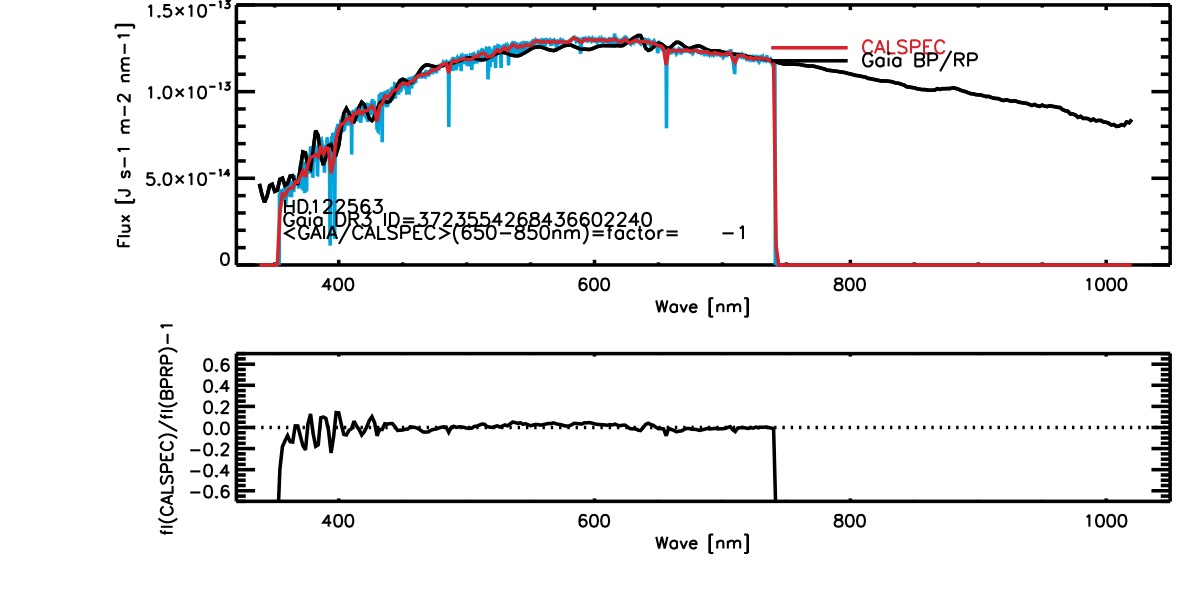 1.5×10−13
1.0×10−13
5.0×10−14
0
Flux [J s−1 m−2 nm−1]
CALSPEC
Gaia BP/RP
HD122563
Gaia DR3 ID=3723554268436602240
<GAIA/CALSPEC>(650−850nm)=factor= −1
400 600 800 1000
Wave [nm]
fl(CALSPEC)/fl(BPRP)−1
0.6
0.4
0.2
0.0
−0.2
−0.4
−0.6
400 600 800 1000
Wave [nm]